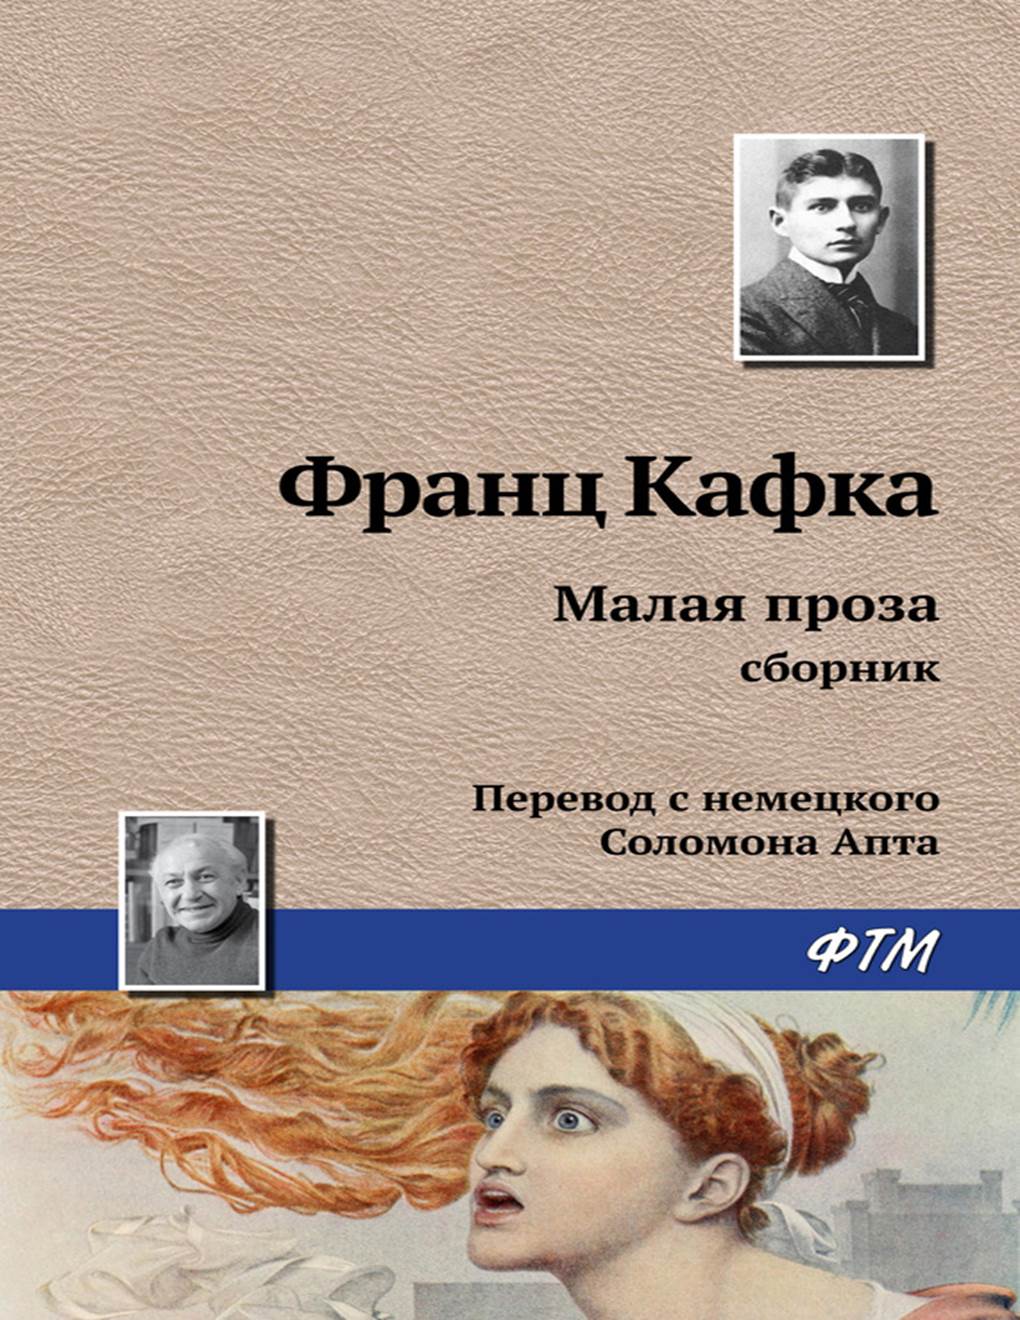 Франц Кафка
Малая проза
сборник
Перевод с немецкого
Соломона Апта
ФТМ